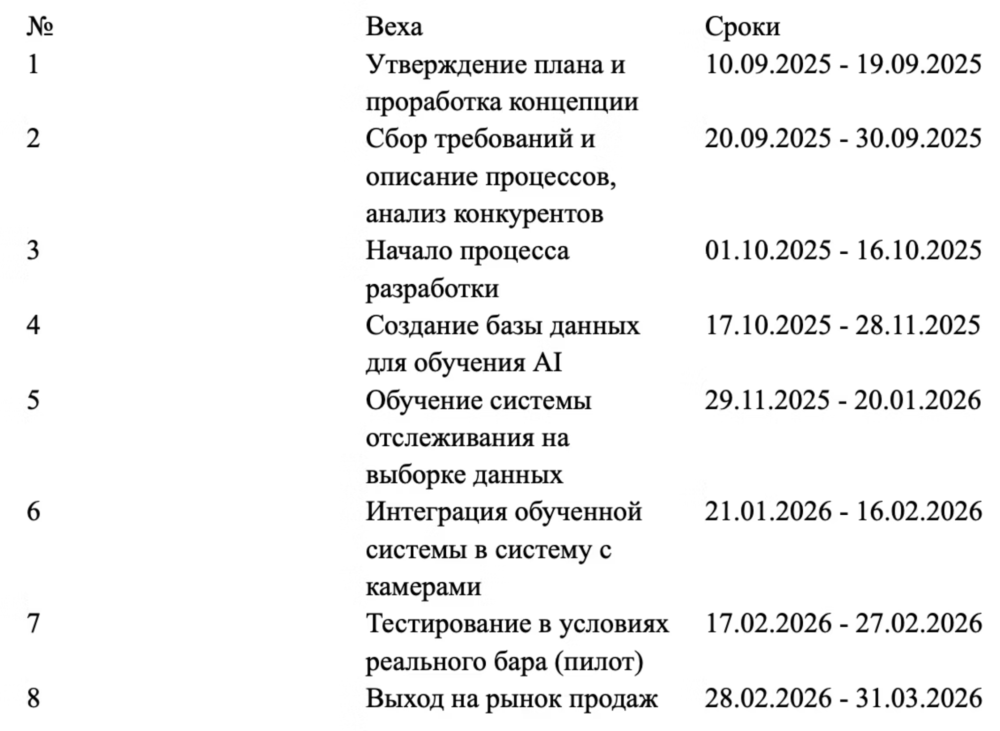 № Веха Сроки
1 Утверждение плана и 10.09.2025 - 19.09.2025
проработка концепции
2 Сбор требований и 20.09.2025 - 30.09.2025
описание процессов,
анализ конкурентов
3 Начало процесса 01.10.2025 - 16.10.2025
разработки
4 Создание базы данных 17.10.2025 - 28.11.2025
для обучения AI
5 Обучение системы 29.11.2025 - 20.01.2026
отслеживания на
выборке данных
6 Интеграция обученной 21.01.2026 - 16.02.2026
системы в систему с
камерами
7 Тестирование в условиях 17.02.2026 - 27.02.2026
реального бара (пилот)
8 Выход на рынок продаж 28.02.2026 - 31.03.2026